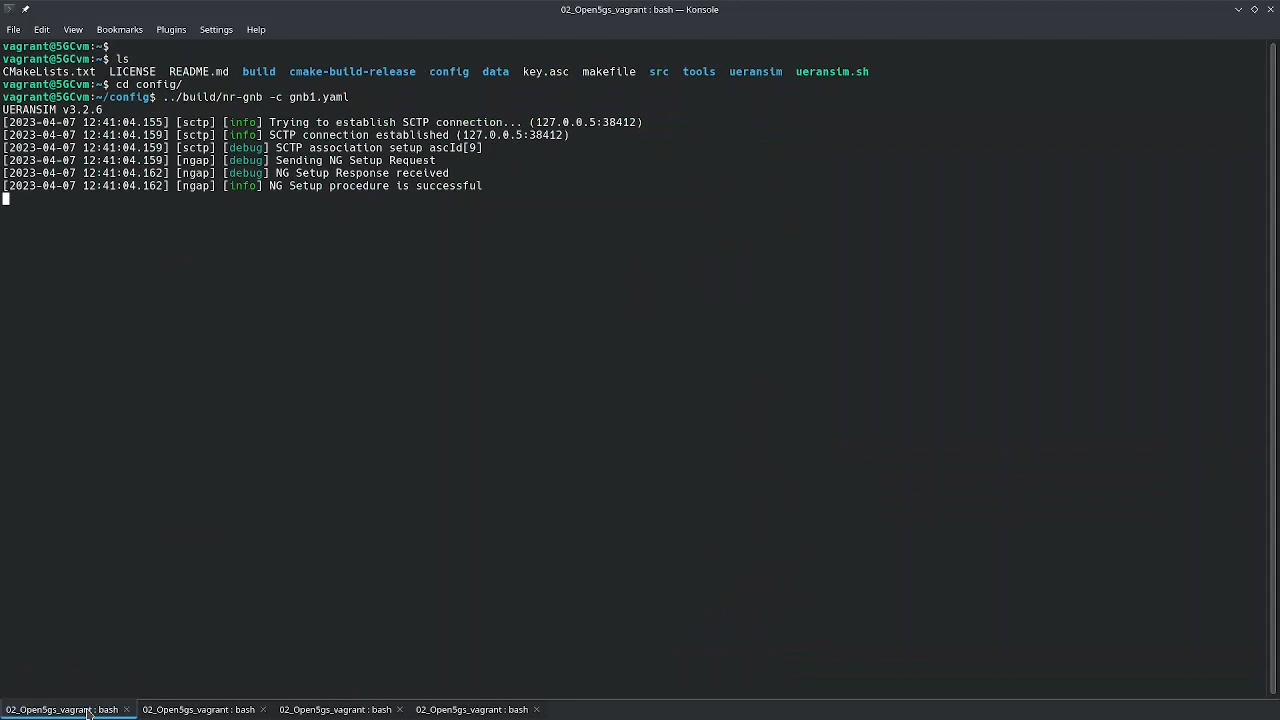 02_Open5gs_vagrant : bash — Konsole
File Edit View Bookmarks Plugins Settings Help
vagrant@5GCvm:~$
vagrant@5GCvm:~$ ls
CMakeLists.txt LICENSE README.md build cmake-build-release config data key.asc makefile src tools ueransim ueransim.sh
vagrant@5GCvm:~$ cd config/
vagrant@5GCvm:~/config$ ../build/nr-gnb -c gnb1.yaml
UERANSIM v3.2.6
[2023-04-07 12:41:04.155] [sctp] [info] Trying to establish SCTP connection... (127.0.0.5:38412)
[2023-04-07 12:41:04.159] [sctp] [info] SCTP connection established (127.0.0.5:38412)
[2023-04-07 12:41:04.159] [sctp] [debug] SCTP association setup ascId[9]
[2023-04-07 12:41:04.159] [ngap] [debug] Sending NG Setup Request
[2023-04-07 12:41:04.162] [ngap] [debug] NG Setup Response received
[2023-04-07 12:41:04.162] [ngap] [info] NG Setup procedure is successful
02_Open5gs_vagrant : bash 02_Open5gs_vagrant : bash 02_Open5gs_vagrant : bash 02_Open5gs_vagrant : bash